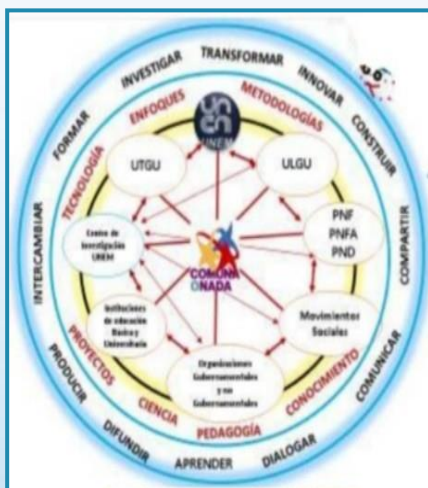 TRANSFORMAR
INNOVAR
CONSTRUIR
COMPARTIR
COMUNICAR
DIALOGAR
APRENDER
DIFUNDIR
PRODUCIR
INTERCAMBIAR
FORMAR
INVESTIGAR
ENFOQUES
METODOLOGÍAS
CONOCIMIENTO
PEDAGOGÍA
CIENCIA
PROYECTOS
TECNOLOGÍA
UNEM
UTGU
ULGU
Centro de
Investigación
UNEM
PNF
PNFA
PND
Instituciones
de educación
Básica y
Universitaria
Movimientos
Sociales
Organizaciones
Gubernamentales
y no
Gubernamentales